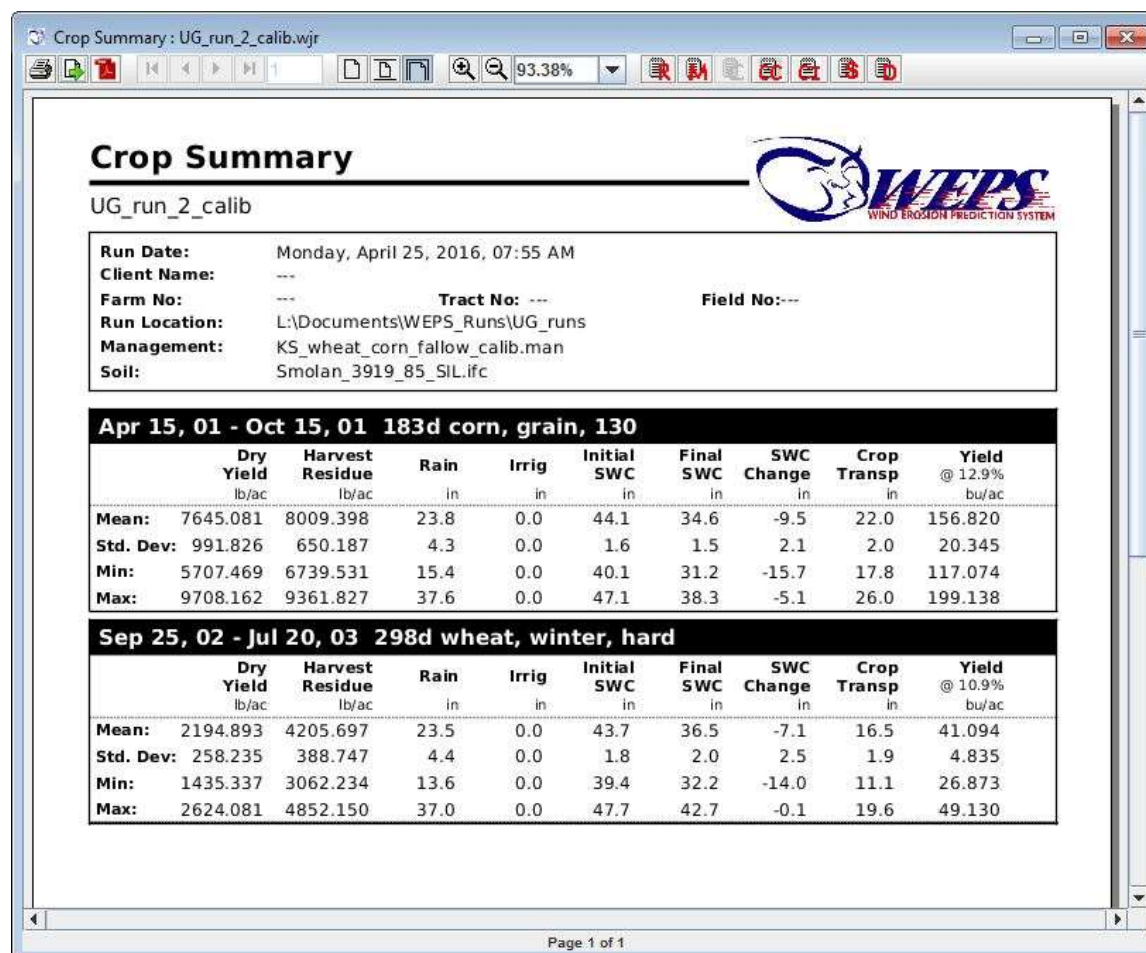 Crop Summary : UG_run_2_calib.wjr
1 93.38%
Crop Summary
WEPS
WIND EROSION PREDICTION SYSTEM
UG_run_2_calib
Run Date: Monday, April 25, 2016, 07:55 AM
Client Name: ---
Farm No: --- Tract No: --- Field No:---
Run Location: L:\Documents\WEPS_Runs\UG_runs
Management: KS_wheat_corn_fallow_calib.man
Soil: Smolan_3919_85_SIL.ifc
Apr 15, 01 - Oct 15, 01 183d corn, grain, 130
Dry Harvest Rain Irrig Initial Final SWC Crop Yield
Yield Residue SWC SWC Change Transp @ 12.9%
lb/ac lb/ac in in in in in in bu/ac
Mean: 7645.081 8009.398 23.8 0.0 44.1 34.6 -9.5 22.0 156.820
Std. Dev: 991.826 650.187 4.3 0.0 1.6 1.5 2.1 2.0 20.345
Min: 5707.469 6739.531 15.4 0.0 40.1 31.2 -15.7 17.8 117.074
Max: 9708.162 9361.827 37.6 0.0 47.1 38.3 -5.1 26.0 199.138
Sep 25, 02 - Jul 20, 03 298d wheat, winter, hard
Dry Harvest Rain Irrig Initial Final SWC Crop Yield
Yield Residue SWC SWC Change Transp @ 10.9%
lb/ac lb/ac in in in in in in bu/ac
Mean: 2194.893 4205.697 23.5 0.0 43.7 36.5 -7.1 16.5 41.094
Std. Dev: 258.235 388.747 4.4 0.0 1.8 2.0 2.5 1.9 4.835
Min: 1435.337 3062.234 13.6 0.0 39.4 32.2 -14.0 11.1 26.873
Max: 2624.081 4852.150 37.0 0.0 47.7 42.7 -0.1 19.6 49.130
Page 1 of 1